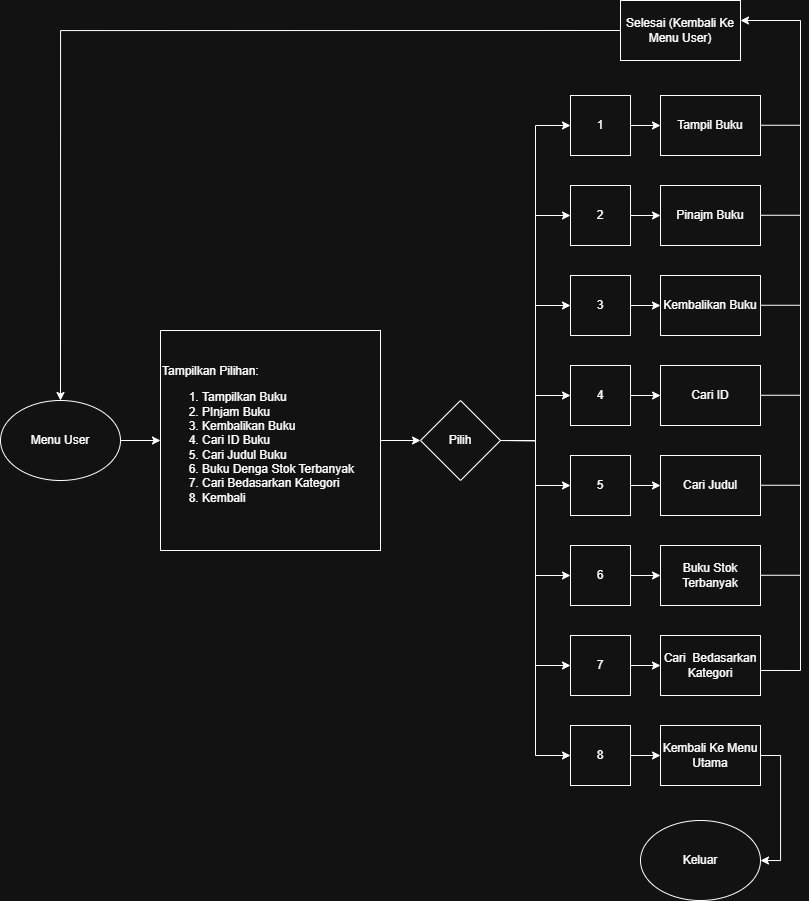 Selesai (Kembali Ke
Menu User)
1
Tampil Buku
2
Pinajm Buku
3
Kembalikan Buku
Tampilkan Pilihan:
1. Tampilkan Buku
2. PInjam Buku
3. Kembalikan Buku
4. Cari ID Buku
5. Cari Judul Buku
6. Buku Denga Stok Terbanyak
7. Cari Bedasarkan Kategori
8. Kembali
4
Cari ID
Menu User
Pilih
5
Cari Judul
6
Buku Stok
Terbanyak
7
Cari  Bedasarkan
Kategori
8
Kembali Ke Menu
Utama
Keluar